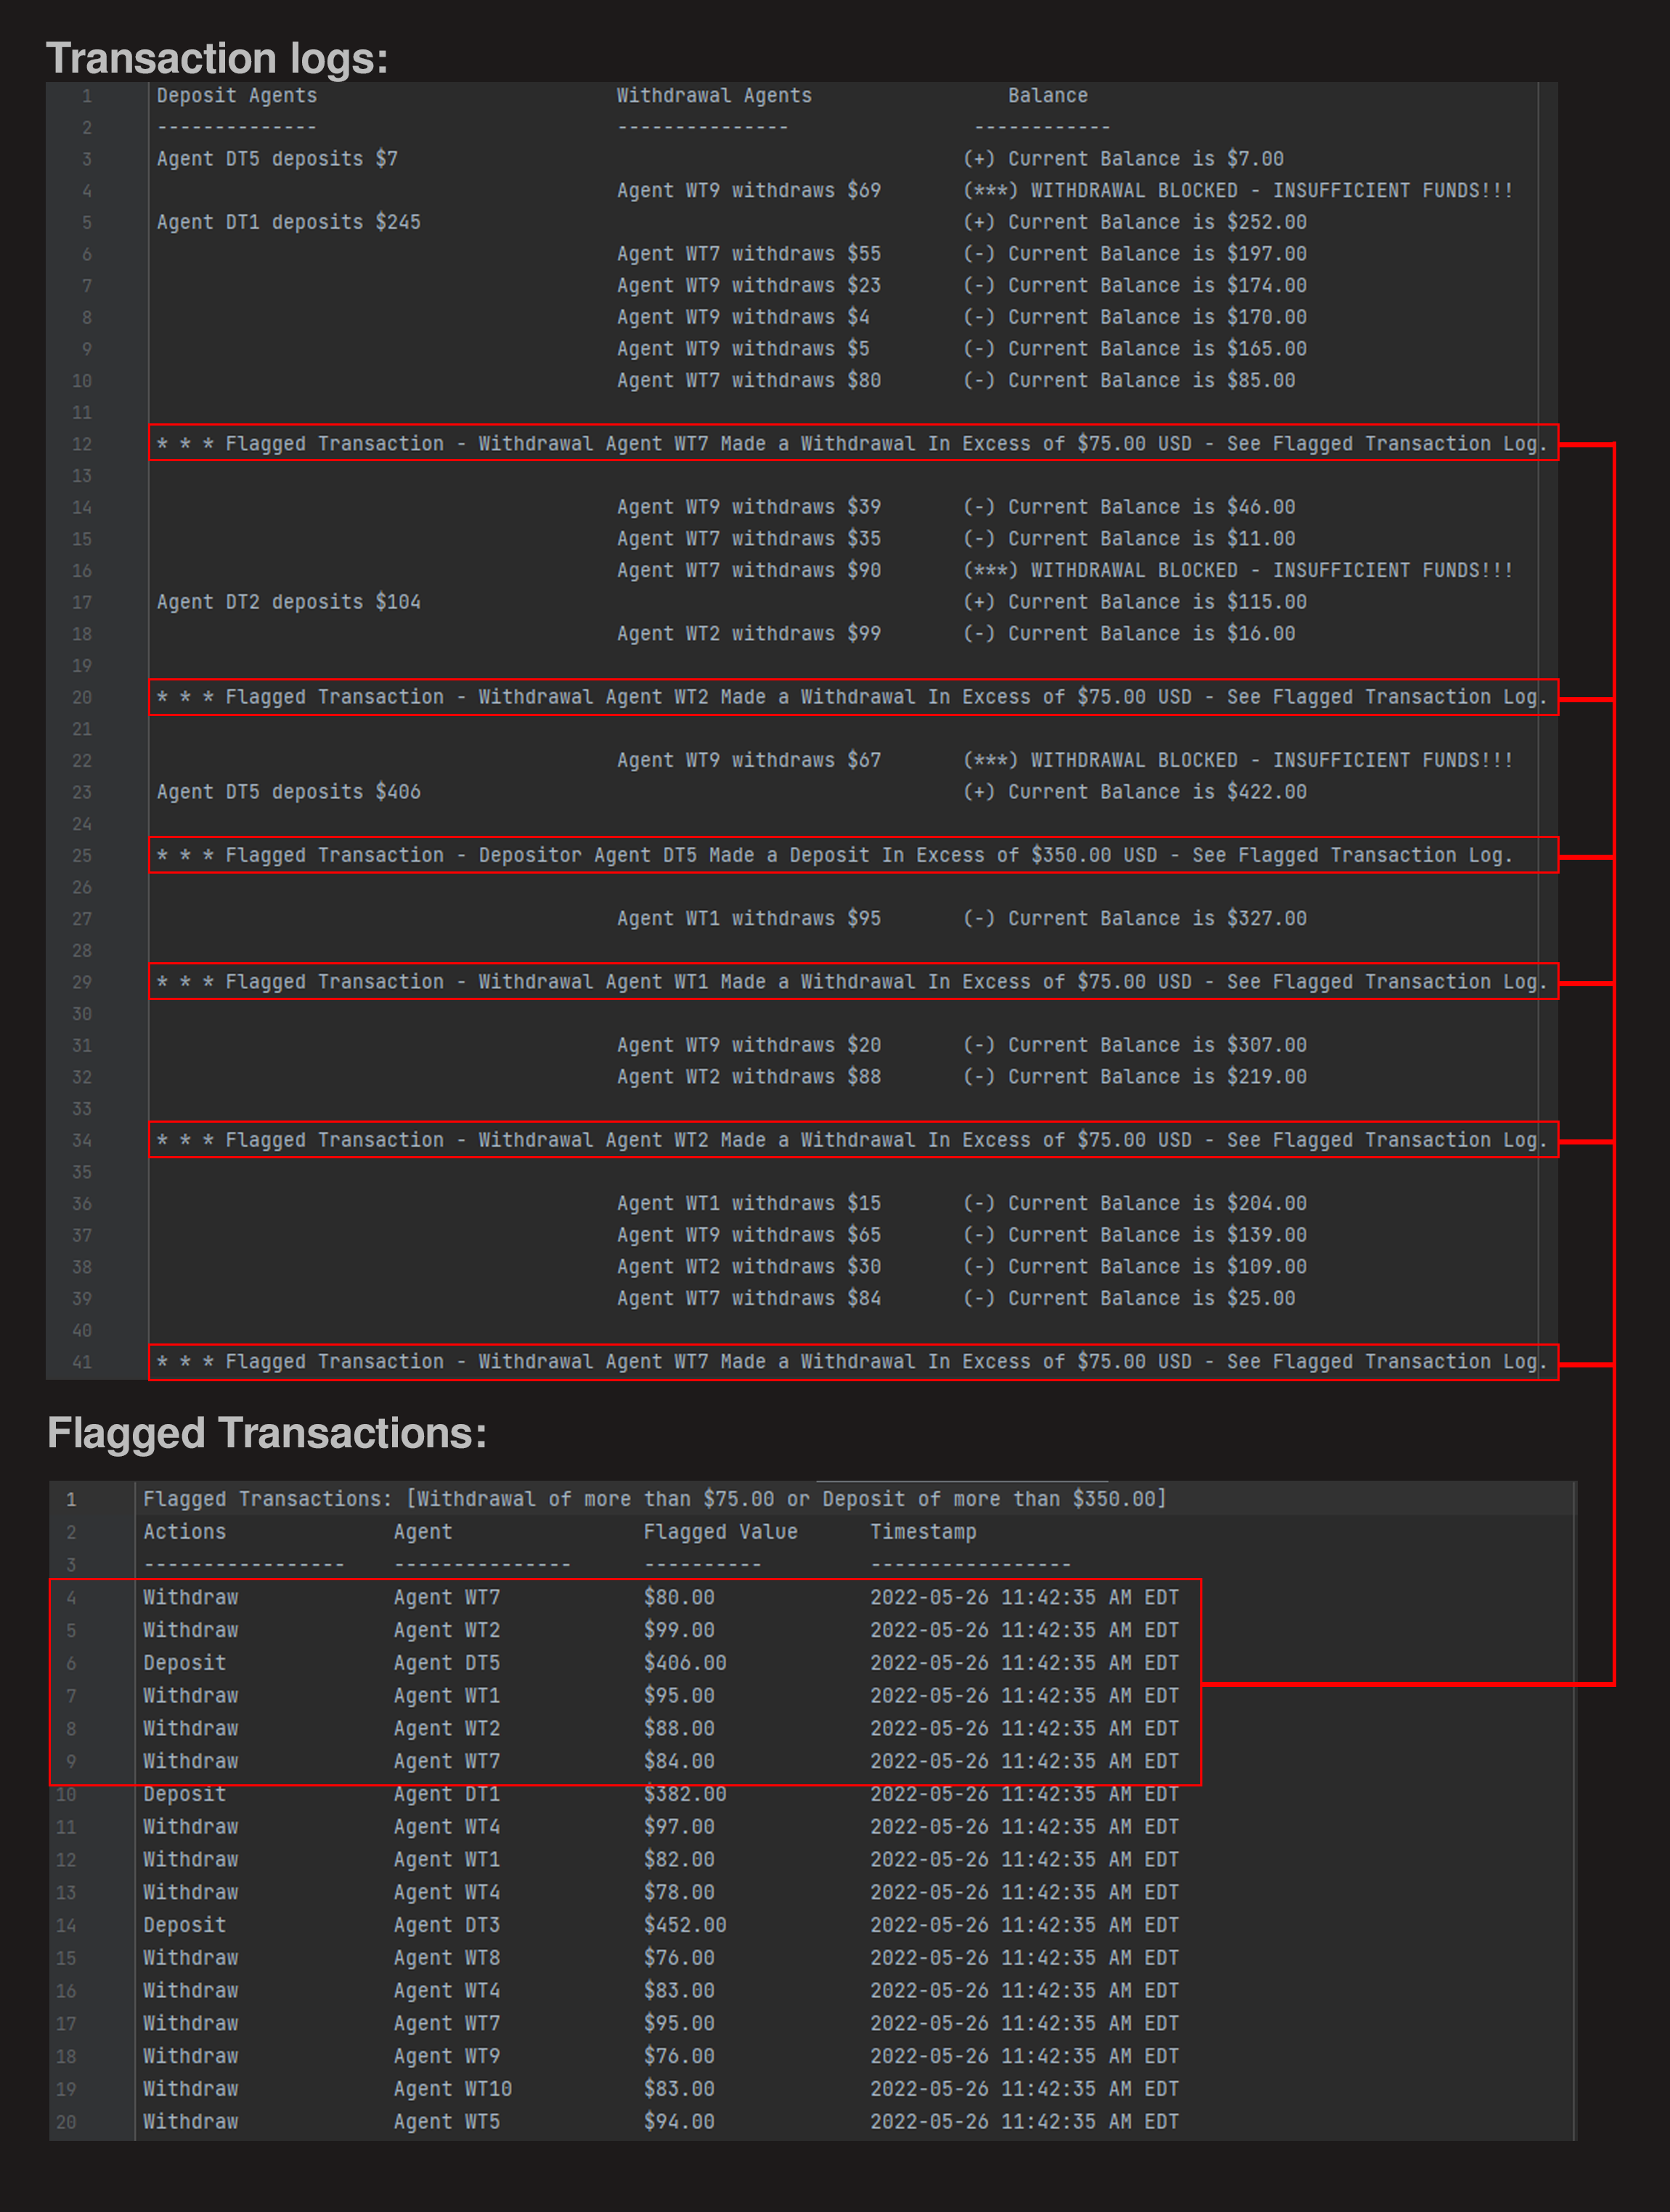 Transaction logs:
1 Deposit Agents Withdrawal Agents Balance
2 -------------- --------------- ------------
3 Agent DT5 deposits $7 (+) Current Balance is $7.00
4 Agent WT9 withdraws $69 (***) WITHDRAWAL BLOCKED - INSUFFICIENT FUNDS!!!
5 Agent DT1 deposits $245 (+) Current Balance is $252.00
6 Agent WT7 withdraws $55 (-) Current Balance is $197.00
7 Agent WT9 withdraws $23 (-) Current Balance is $174.00
8 Agent WT9 withdraws $4 (-) Current Balance is $170.00
9 Agent WT9 withdraws $5 (-) Current Balance is $165.00
10 Agent WT7 withdraws $80 (-) Current Balance is $85.00
11
12 * * * Flagged Transaction - Withdrawal Agent WT7 Made a Withdrawal In Excess of $75.00 USD - See Flagged Transaction Log.
13
14 Agent WT9 withdraws $39 (-) Current Balance is $46.00
15 Agent WT7 withdraws $35 (-) Current Balance is $11.00
16 Agent WT7 withdraws $90 (***) WITHDRAWAL BLOCKED - INSUFFICIENT FUNDS!!!
17 Agent DT2 deposits $104 (+) Current Balance is $115.00
18 Agent WT2 withdraws $99 (-) Current Balance is $16.00
19
20 * * * Flagged Transaction - Withdrawal Agent WT2 Made a Withdrawal In Excess of $75.00 USD - See Flagged Transaction Log.
21
22 Agent WT9 withdraws $67 (***) WITHDRAWAL BLOCKED - INSUFFICIENT FUNDS!!!
23 Agent DT5 deposits $406 (+) Current Balance is $422.00
24
25 * * * Flagged Transaction - Depositor Agent DT5 Made a Deposit In Excess of $350.00 USD - See Flagged Transaction Log.
26
27 Agent WT1 withdraws $95 (-) Current Balance is $327.00
28
29 * * * Flagged Transaction - Withdrawal Agent WT1 Made a Withdrawal In Excess of $75.00 USD - See Flagged Transaction Log.
30
31 Agent WT9 withdraws $20 (-) Current Balance is $307.00
32 Agent WT2 withdraws $88 (-) Current Balance is $219.00
33
34 * * * Flagged Transaction - Withdrawal Agent WT2 Made a Withdrawal In Excess of $75.00 USD - See Flagged Transaction Log.
35
36 Agent WT1 withdraws $15 (-) Current Balance is $204.00
37 Agent WT9 withdraws $65 (-) Current Balance is $139.00
38 Agent WT2 withdraws $30 (-) Current Balance is $109.00
39 Agent WT7 withdraws $84 (-) Current Balance is $25.00
40
41 * * * Flagged Transaction - Withdrawal Agent WT7 Made a Withdrawal In Excess of $75.00 USD - See Flagged Transaction Log.
Flagged Transactions:
1 Flagged Transactions: [Withdrawal of more than $75.00 or Deposit of more than $350.00]
2 Actions Agent Flagged Value Timestamp
3 ----------------- --------------- ---------- -----------------
4 Withdraw Agent WT7 $80.00 2022-05-26 11:42:35 AM EDT
5 Withdraw Agent WT2 $99.00 2022-05-26 11:42:35 AM EDT
6 Deposit Agent DT5 $406.00 2022-05-26 11:42:35 AM EDT
7 Withdraw Agent WT1 $95.00 2022-05-26 11:42:35 AM EDT
8 Withdraw Agent WT2 $88.00 2022-05-26 11:42:35 AM EDT
9 Withdraw Agent WT7 $84.00 2022-05-26 11:42:35 AM EDT
10 Deposit Agent DT1 $382.00 2022-05-26 11:42:35 AM EDT
11 Withdraw Agent WT4 $97.00 2022-05-26 11:42:35 AM EDT
12 Withdraw Agent WT1 $82.00 2022-05-26 11:42:35 AM EDT
13 Withdraw Agent WT4 $78.00 2022-05-26 11:42:35 AM EDT
14 Deposit Agent DT3 $452.00 2022-05-26 11:42:35 AM EDT
15 Withdraw Agent WT8 $76.00 2022-05-26 11:42:35 AM EDT
16 Withdraw Agent WT4 $83.00 2022-05-26 11:42:35 AM EDT
17 Withdraw Agent WT7 $95.00 2022-05-26 11:42:35 AM EDT
18 Withdraw Agent WT9 $76.00 2022-05-26 11:42:35 AM EDT
19 Withdraw Agent WT10 $83.00 2022-05-26 11:42:35 AM EDT
20 Withdraw Agent WT5 $94.00 2022-05-26 11:42:35 AM EDT